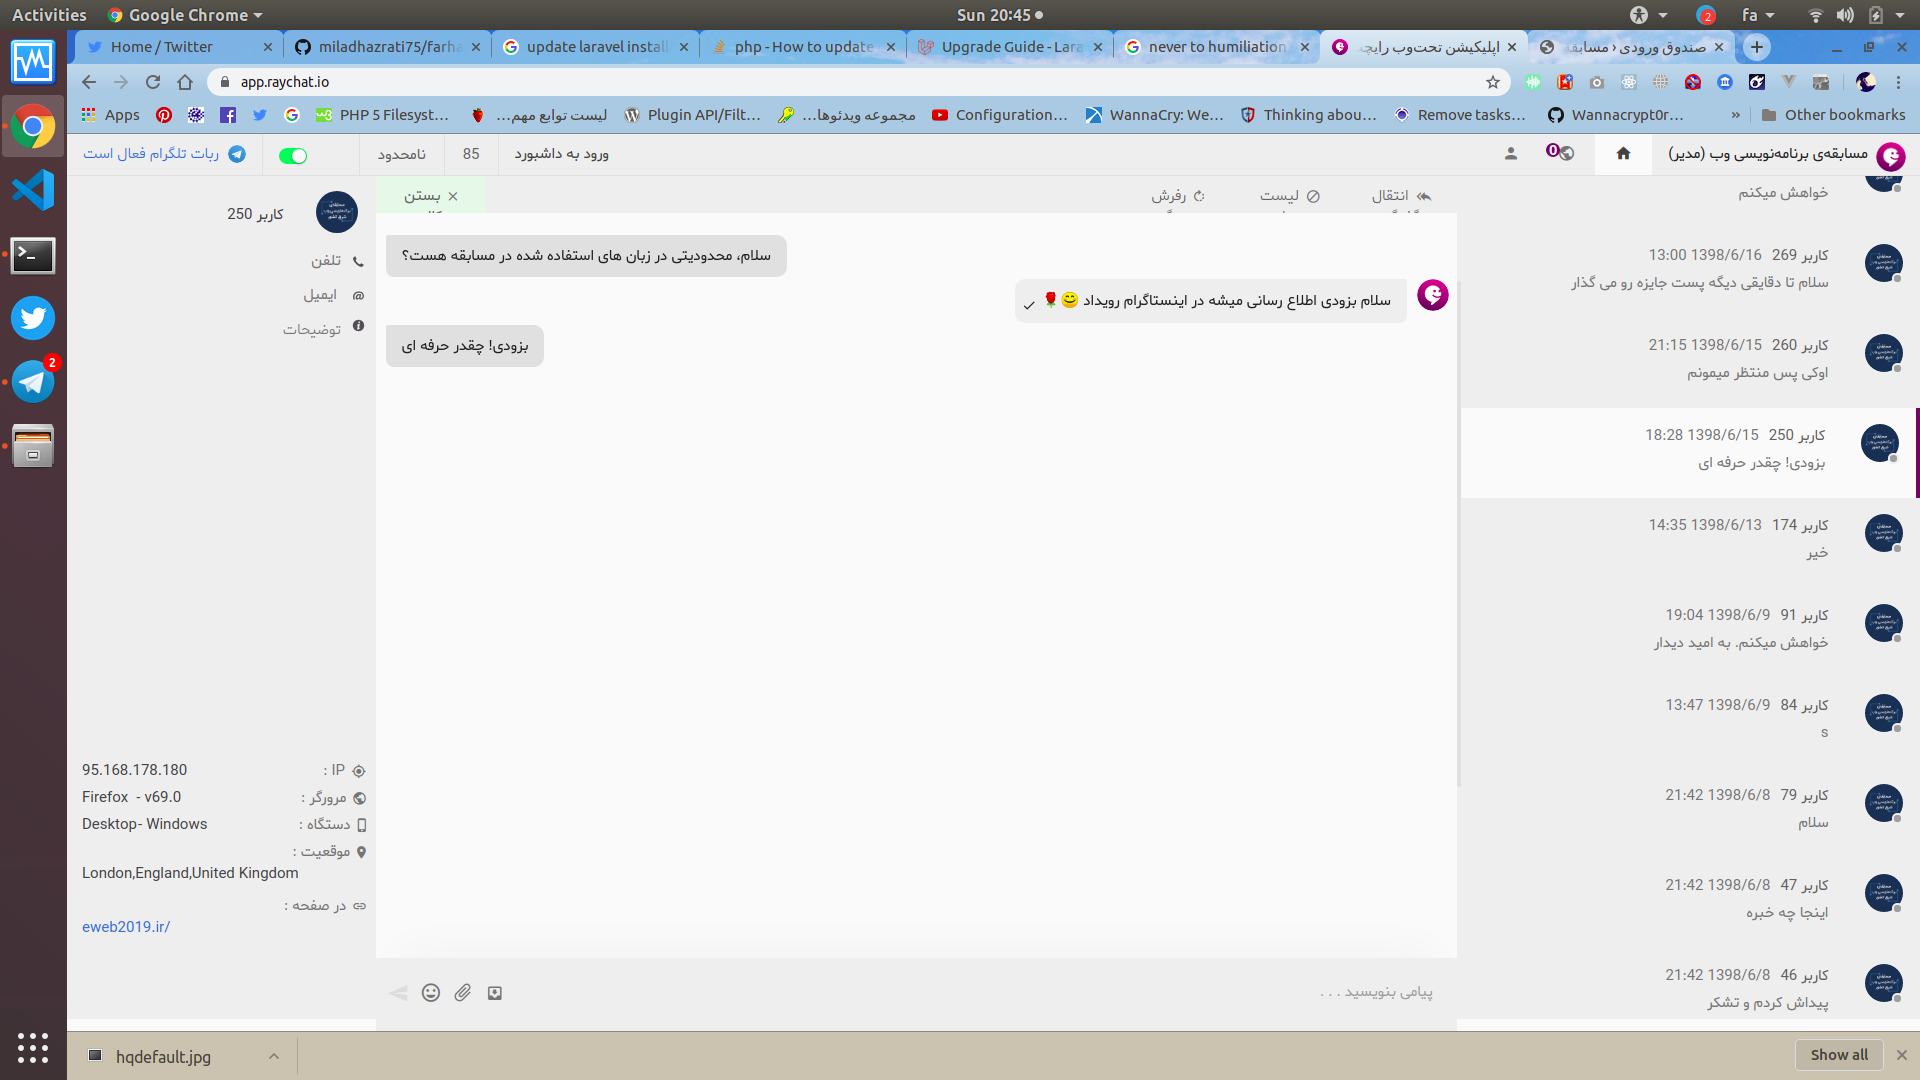 Activities
Google Chrome
Sun 20:45
2
fa
Home / Twitter
miladhazrati75/farha
update laravel install
php - How to update
Upgrade Guide - Lara
never to humiliation
اپلیکیشن تحت‌وب رایچ
صندوق ورودی ‹ مسابقه
app.raychat.io
Apps
PHP 5 Filesyst...
لیست توابع مهم...
Plugin API/Filt...
مجموعه ویدئوها...
Configuration...
WannaCry: We...
Thinking abou...
Remove tasks...
Wannacrypt0r...
»
Other bookmarks
ربات تلگرام فعال است
نامحدود
85
ورود به داشبورد
0
مسابقه‌ی برنامه‌نویسی وب (مدیر)
کاربر 250
تلفن
ایمیل
توضیحات
IP :
95.168.178.180
مرورگر :
Firefox - v69.0
دستگاه :
Desktop- Windows
موقعیت :
London,England,United Kingdom
در صفحه :
eweb2019.ir/
بستن
رفرش
لیست
انتقال
سلام، محدودیتی در زبان های استفاده شده در مسابقه هست؟
سلام بزودی اطلاع رسانی میشه در اینستاگرام رویداد 😊🌹
بزودی! چقدر حرفه ای
پیامی بنویسید . . .
خواهش میکنم
کاربر 269 1398/6/16 13:00
سلام تا دقایقی دیگه پست جایزه رو می گذار
کاربر 260 1398/6/15 21:15
اوکی پس منتظر میمونم
کاربر 250 1398/6/15 18:28
بزودی! چقدر حرفه ای
کاربر 174 1398/6/13 14:35
خیر
کاربر 91 1398/6/9 19:04
خواهش میکنم. به امید دیدار
کاربر 84 1398/6/9 13:47
s
کاربر 79 1398/6/8 21:42
سلام
کاربر 47 1398/6/8 21:42
اینجا چه خبره
کاربر 46 1398/6/8 21:42
پیداش کردم و تشکر
2
hqdefault.jpg
Show all